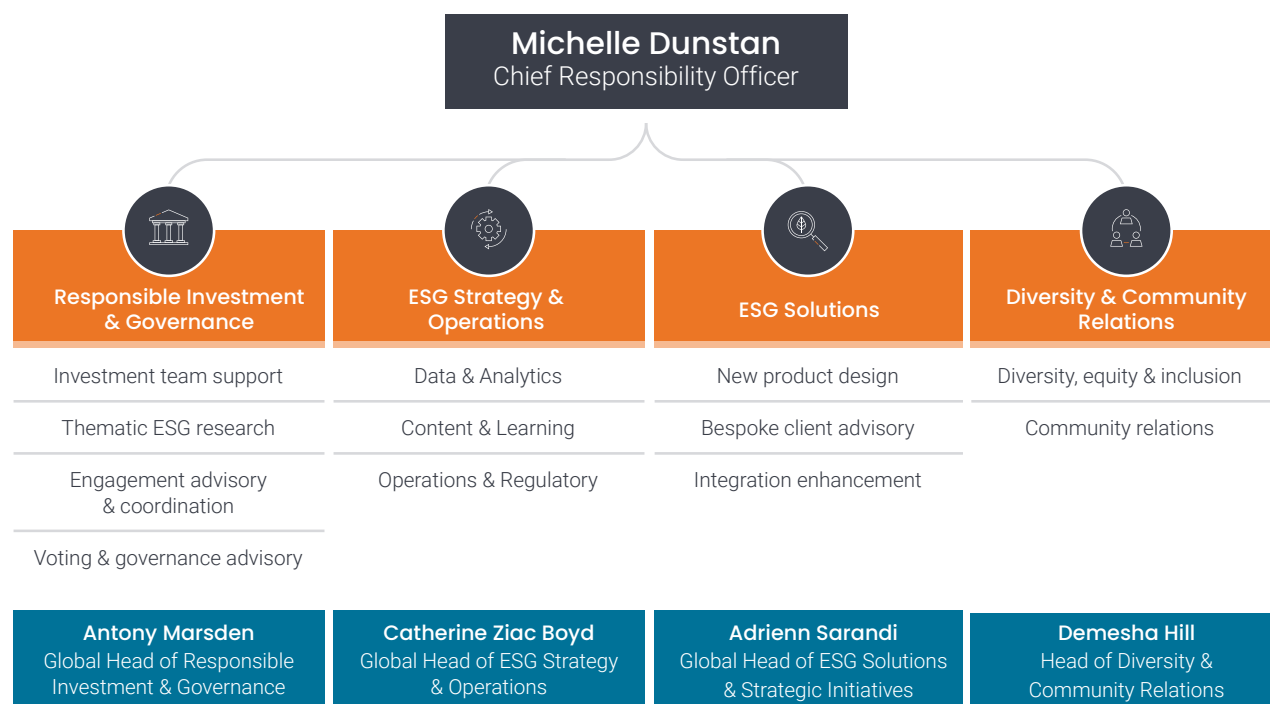 Michelle Dunstan
Chief Responsibility Officer
Responsible Investment
& Governance
Investment team support
Thematic ESG research
Engagement advisory
& coordination
Voting & governance advisory
Antony Marsden
Global Head of Responsible
Investment & Governance
ESG Strategy &
Operations
Data & Analytics
Content & Learning
Operations & Regulatory
Catherine Ziac Boyd
Global Head of ESG Strategy
& Operations
ESG Solutions
New product design
Bespoke client advisory
Integration enhancement
Adrienn Sarandi
Global Head of ESG Solutions
& Strategic Initiatives
Diversity & Community
Relations
Diversity, equity & inclusion
Community relations
Demesha Hill
Head of Diversity &
Community Relations